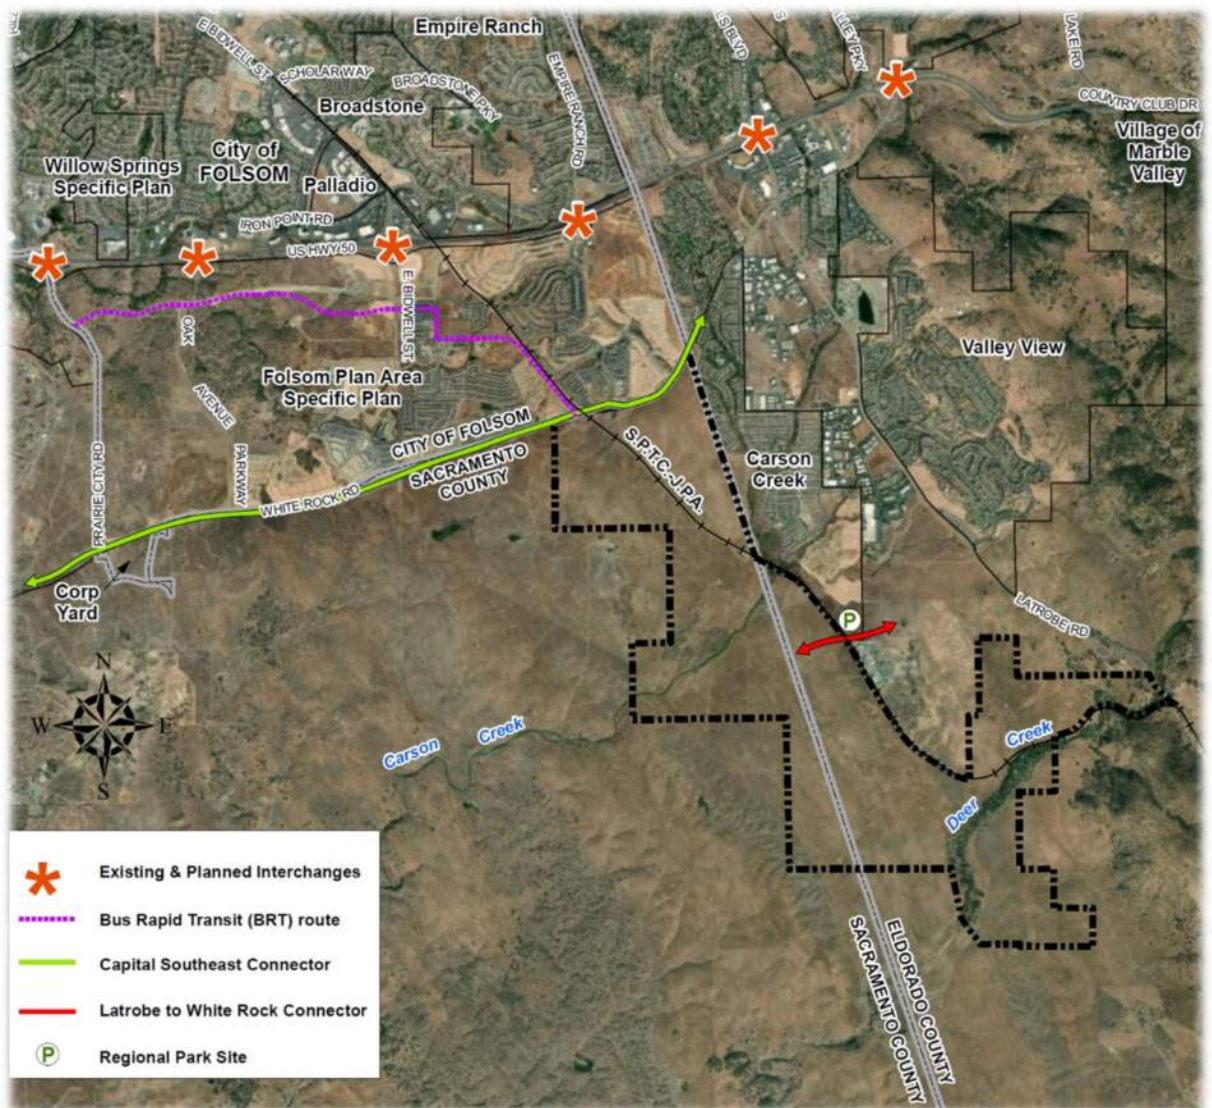 Empire Ranch
E BIDWELL ST
SCHOLAR WAY
BROADSTONE PKY
EMPIRE RANCH RD
LS BLVD
ALLEY PKY
LAKE RD
COUNTRY CLUB DR
Broadstone
Village of
Marble
Valley
City of
FOLSOM
Willow Springs
Specific Plan
Palladio
IRON POINT RD
US HWY 50
E. BIDWELL ST.
OAK
AVENUE
PARKWAY
Folsom Plan Area
Specific Plan
Valley View
CITY OF FOLSOM
SACRAMENTO
COUNTY
S.P.T.C.-J.P.A.
Carson
Creek
PRAIRIE CITY RD
WHITE ROCK RD
Corp
Yard
P
LATROBE RD
N
W
E
S
Carson
Creek
Creek
Deer
ELDORADO COUNTY
SACRAMENTO COUNTY
Existing & Planned Interchanges
Bus Rapid Transit (BRT) route
Capital Southeast Connector
Latrobe to White Rock Connector
P
Regional Park Site